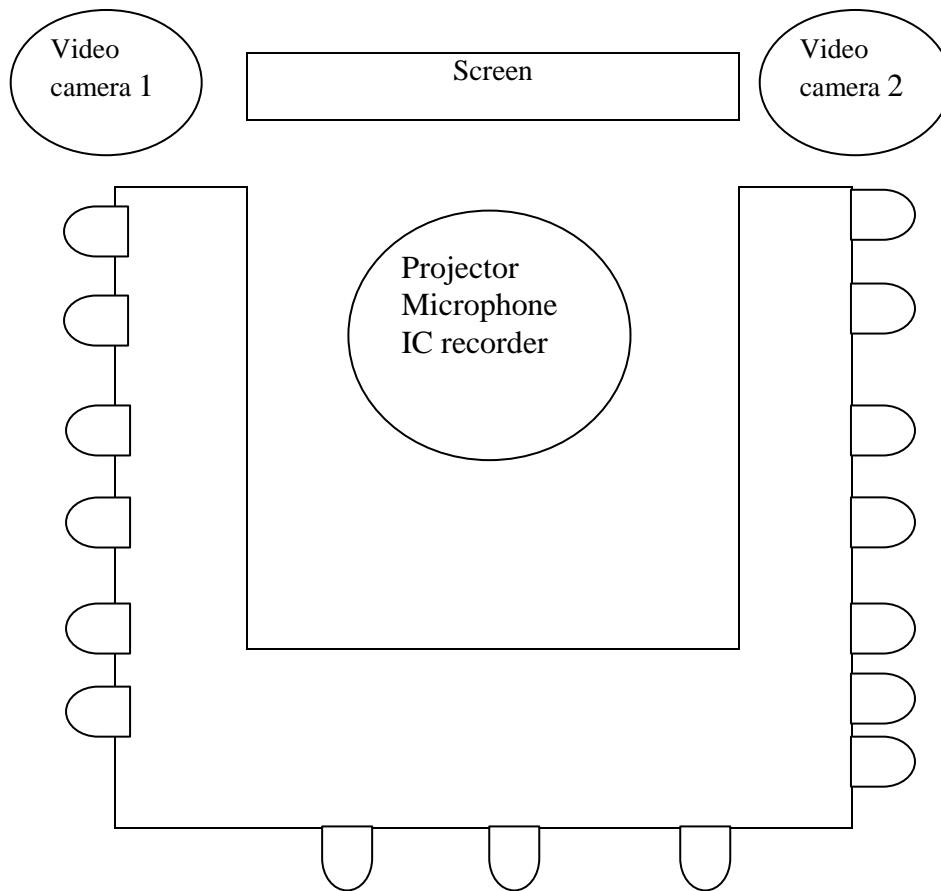 Video
camera 1
Screen
Video
camera 2
Projector
Microphone
IC recorder